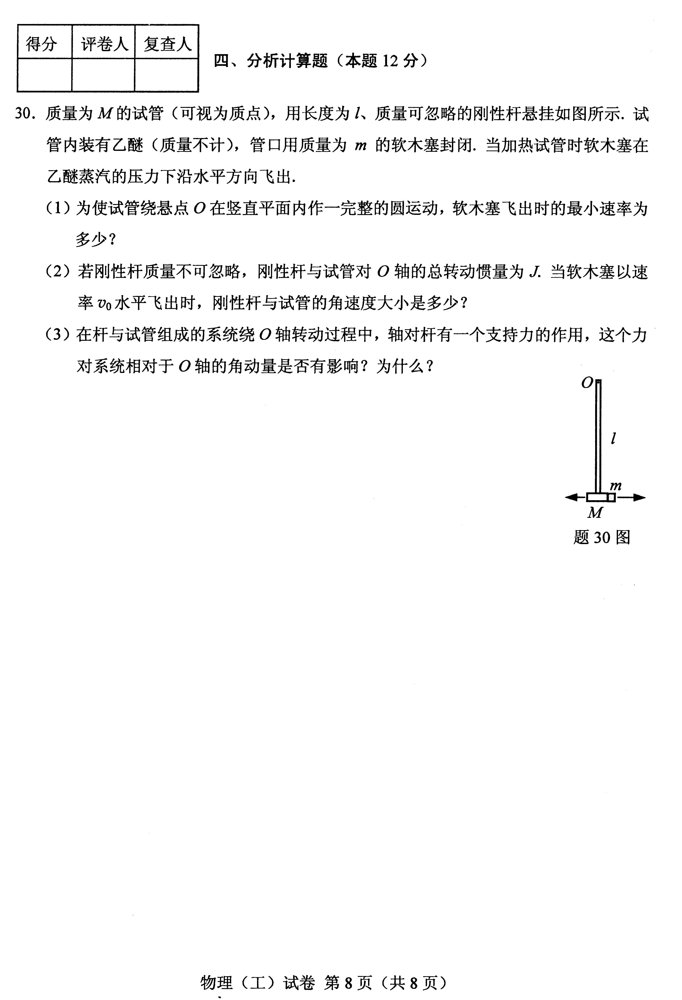 得分 评卷人 复查人
四、分析计算题（本题 12 分）
30. 质量为 M 的试管（可视为质点），用长度为 l、质量可忽略的刚性杆悬挂如图所示. 试
管内装有乙醚（质量不计），管口用质量为 m 的软木塞封闭. 当加热试管时软木塞在
乙醚蒸汽的压力下沿水平方向飞出.
（1）为使试管绕悬点 O 在竖直平面内作一完整的圆运动，软木塞飞出时的最小速率为
多少？
（2）若刚性杆质量不可忽略，刚性杆与试管对 O 轴的总转动惯量为 J. 当软木塞以速
率 v₀ 水平飞出时，刚性杆与试管的角速度大小是多少？
（3）在杆与试管组成的系统绕 O 轴转动过程中，轴对杆有一个支持力的作用，这个力
对系统相对于 O 轴的角动量是否有影响？为什么？
O
l
m
M
题 30 图
物理（工）试卷 第 8 页（共 8 页）